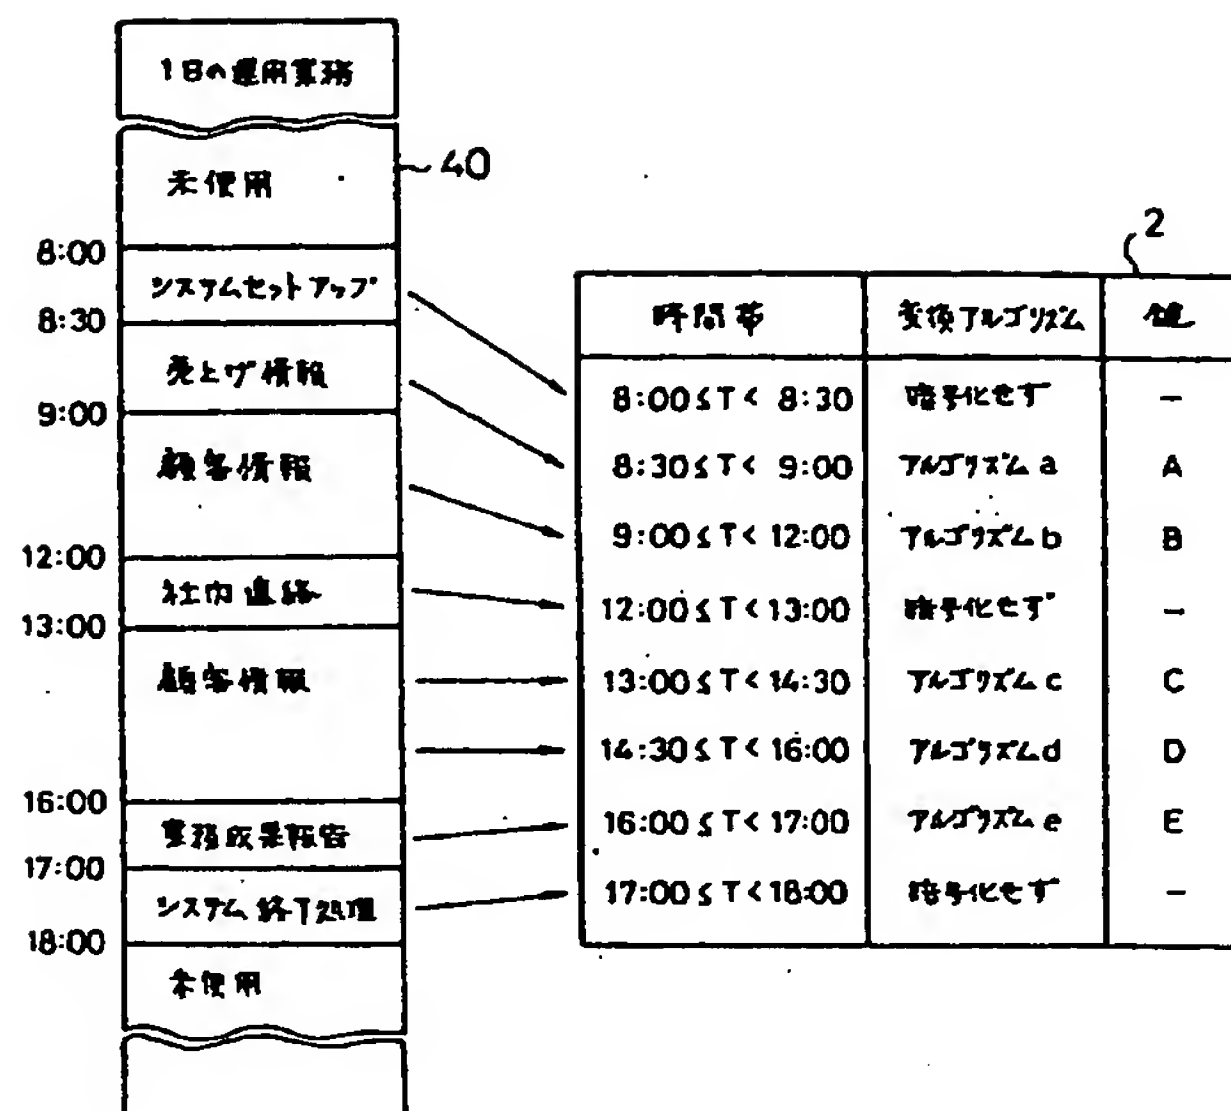 1日の運用業務
40
未使用
8:00
システムセットアップ
8:30
売上げ情報
9:00
顧客情報
12:00
社内連絡
13:00
顧客情報
16:00
業務成果報告
17:00
システム終了処理
18:00
未使用
2
時間帯 変換アルゴリズム 鍵
8:00≦T< 8:30 暗号化せず −
8:30≦T< 9:00 アルゴリズムa A
9:00≦T< 12:00 アルゴリズムb B
12:00≦T<13:00 暗号化せず −
13:00≦T<14:30 アルゴリズムc C
14:30≦T<16:00 アルゴリズムd D
16:00≦T<17:00 アルゴリズムe E
17:00≦T<18:00 暗号化せず −